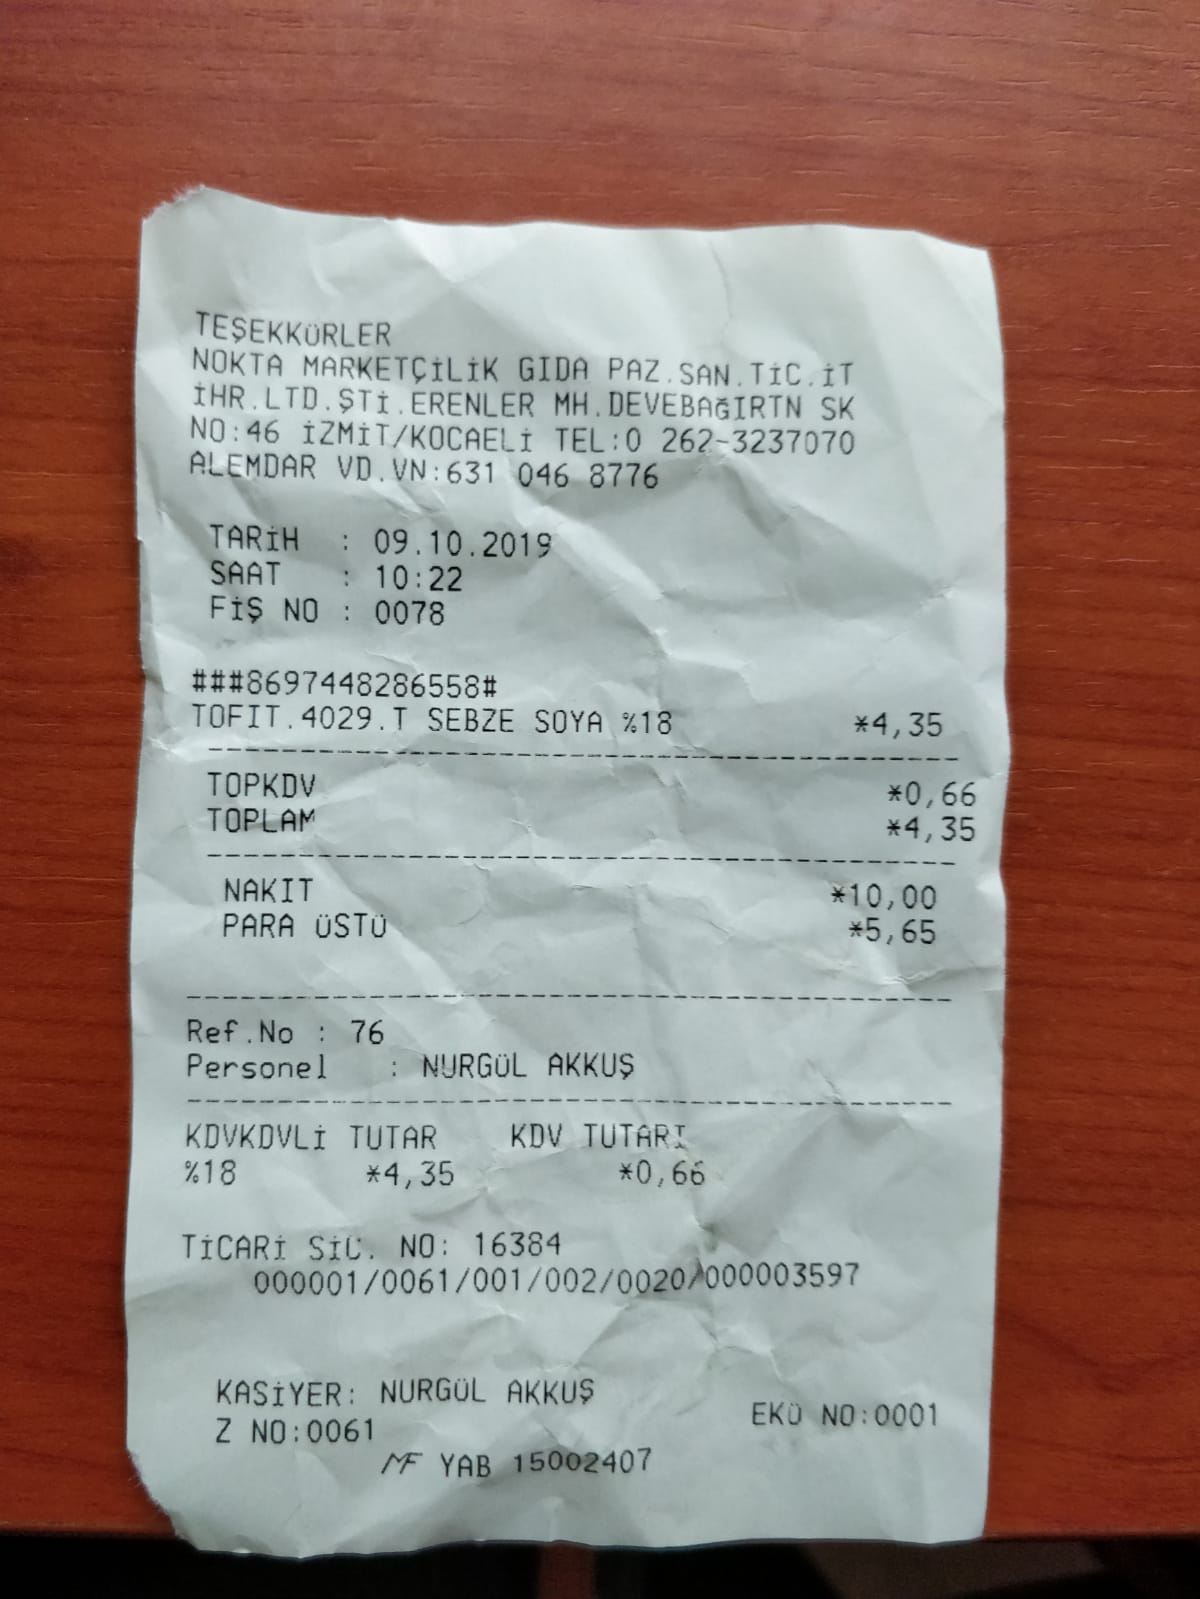 TEŞEKKÜRLER
NOKTA MARKETÇİLİK GIDA PAZ.SAN.TİC.İT
İHR.LTD.ŞTİ.ERENLER MH.DEVEBAĞIRTN SK
NO:46 İZMİT/KOCAELİ TEL:0 262-3237070
ALEMDAR VD.VN:631 046 8776
TARİH : 09.10.2019
SAAT : 10:22
FİŞ NO : 0078
###8697448286558#
TOFIT.4029.T SEBZE SOYA %18 *4,35
TOPKDV *0,66
TOPLAM *4,35
NAKIT *10,00
PARA ÜSTÜ *5,65
Ref.No : 76
Personel : NURGÜL AKKUŞ
KDVKDVLİ TUTAR KDV TUTARI
%18 *4,35 *0,66
TİCARİ SİC. NO: 16384
000001/0061/001/002/0020/000003597
KASİYER: NURGÜL AKKUŞ
Z NO:0061 EKÜ NO:0001
MF YAB 15002407